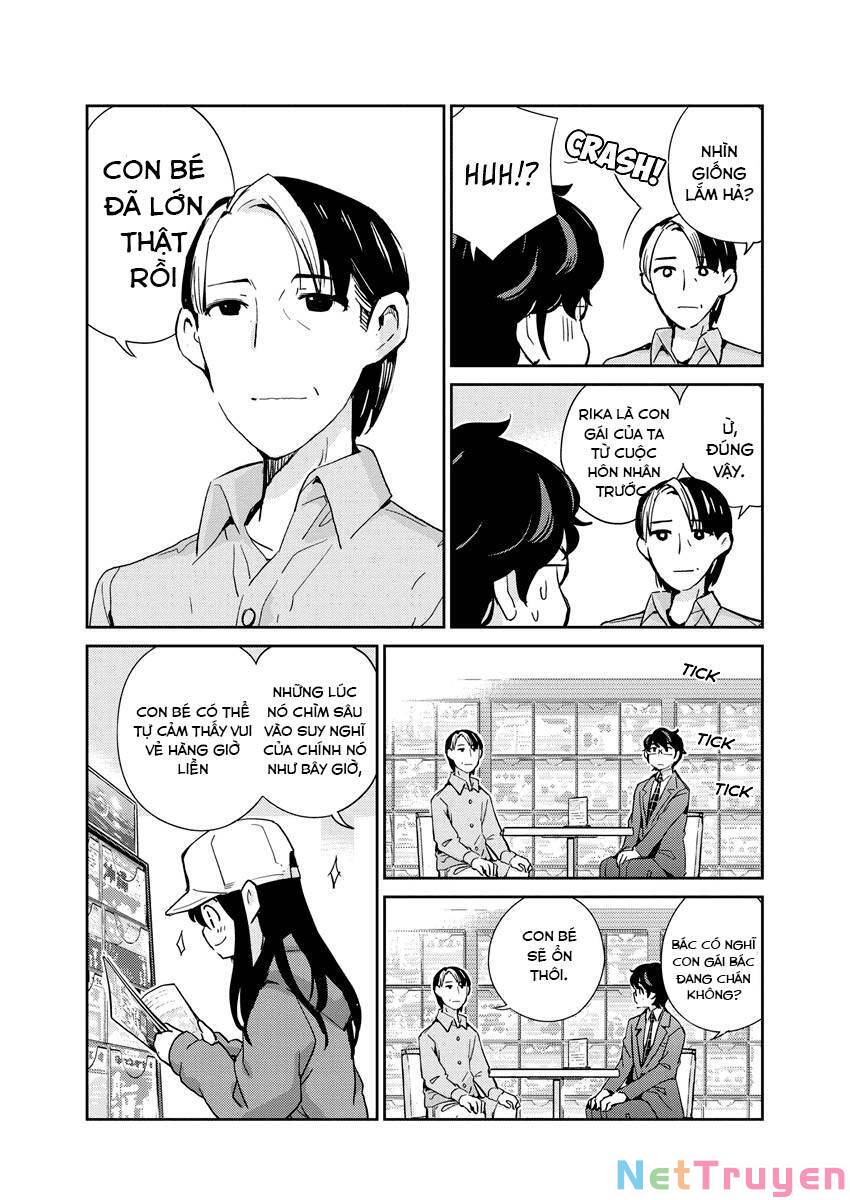 NHÌN
GIỐNG
LẮM HẢ?
CRASH!
HUH!?
Ừ,
ĐÚNG
VẬY.
RIKA LÀ CON
GÁI CỦA TA
TỪ CUỘC
HÔN NHÂN
TRƯỚC
CON BÉ
ĐÃ LỚN
THẬT
RỒI
TICK
TICK
TICK
BÁC CÓ NGHĨ
CON GÁI BÁC
ĐANG CHÁN
KHÔNG?
CON BÉ
SẼ ỔN
THÔI.
NHỮNG LÚC
NÓ CHÌM SÂU
VÀO SUY NGHĨ
CỦA CHÍNH NÓ
NHƯ BÂY GIỜ,
CON BÉ CÓ THỂ
TỰ CẢM THẤY VUI
VẺ HÀNG GIỜ
LIỀN
NetTruyen